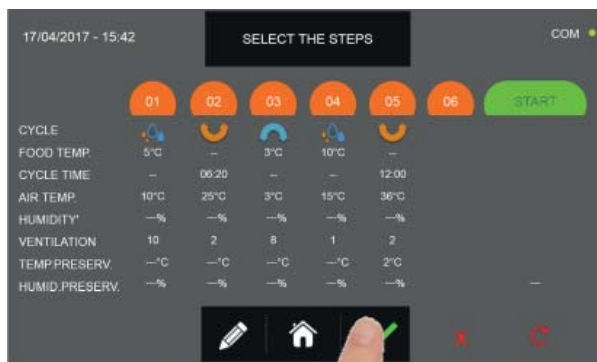 17/04/2017 - 15:42 SELECT THE STEPS COM
01 02 03 04 05 06 START
CYCLE
FOOD TEMP. 5°C -- 3°C 10°C --
CYCLE TIME -- 06:20 -- -- 12:00
AIR TEMP. 10°C 25°C 3°C 15°C 36°C
HUMIDITY* ---% ---% ---% ---% ---%
VENTILATION 10 2 8 1 2
TEMP.PRESERV. ---°C ---°C ---°C ---°C 2°C
HUMID.PRESERV. ---% ---% ---% ---% ---% ---